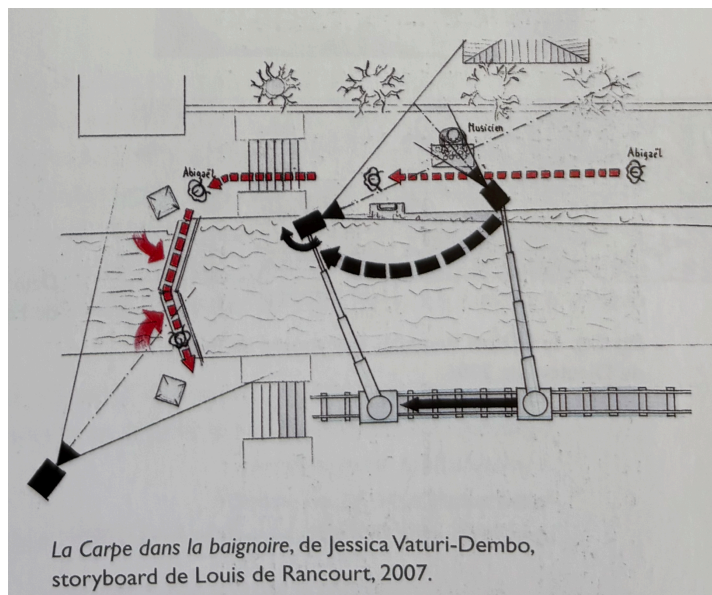 Musicien
Abigaël
Abigaël
La Carpe dans la baignoire, de Jessica Vaturi-Dembo,
storyboard de Louis de Rancourt, 2007.